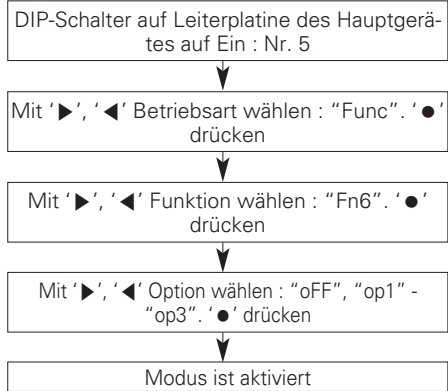 DIP-Schalter auf Leiterplatine des Hauptgerä-
tes auf Ein : Nr. 5
Mit ‘▶’, ‘◀’ Betriebsart wählen : “Func”. ‘●’
drücken
Mit ‘▶’, ‘◀’ Funktion wählen : “Fn6”. ‘●’
drücken
Mit ‘▶’, ‘◀’ Option wählen : “oFF”, “op1” -
“op3”. ‘●’ drücken
Modus ist aktiviert